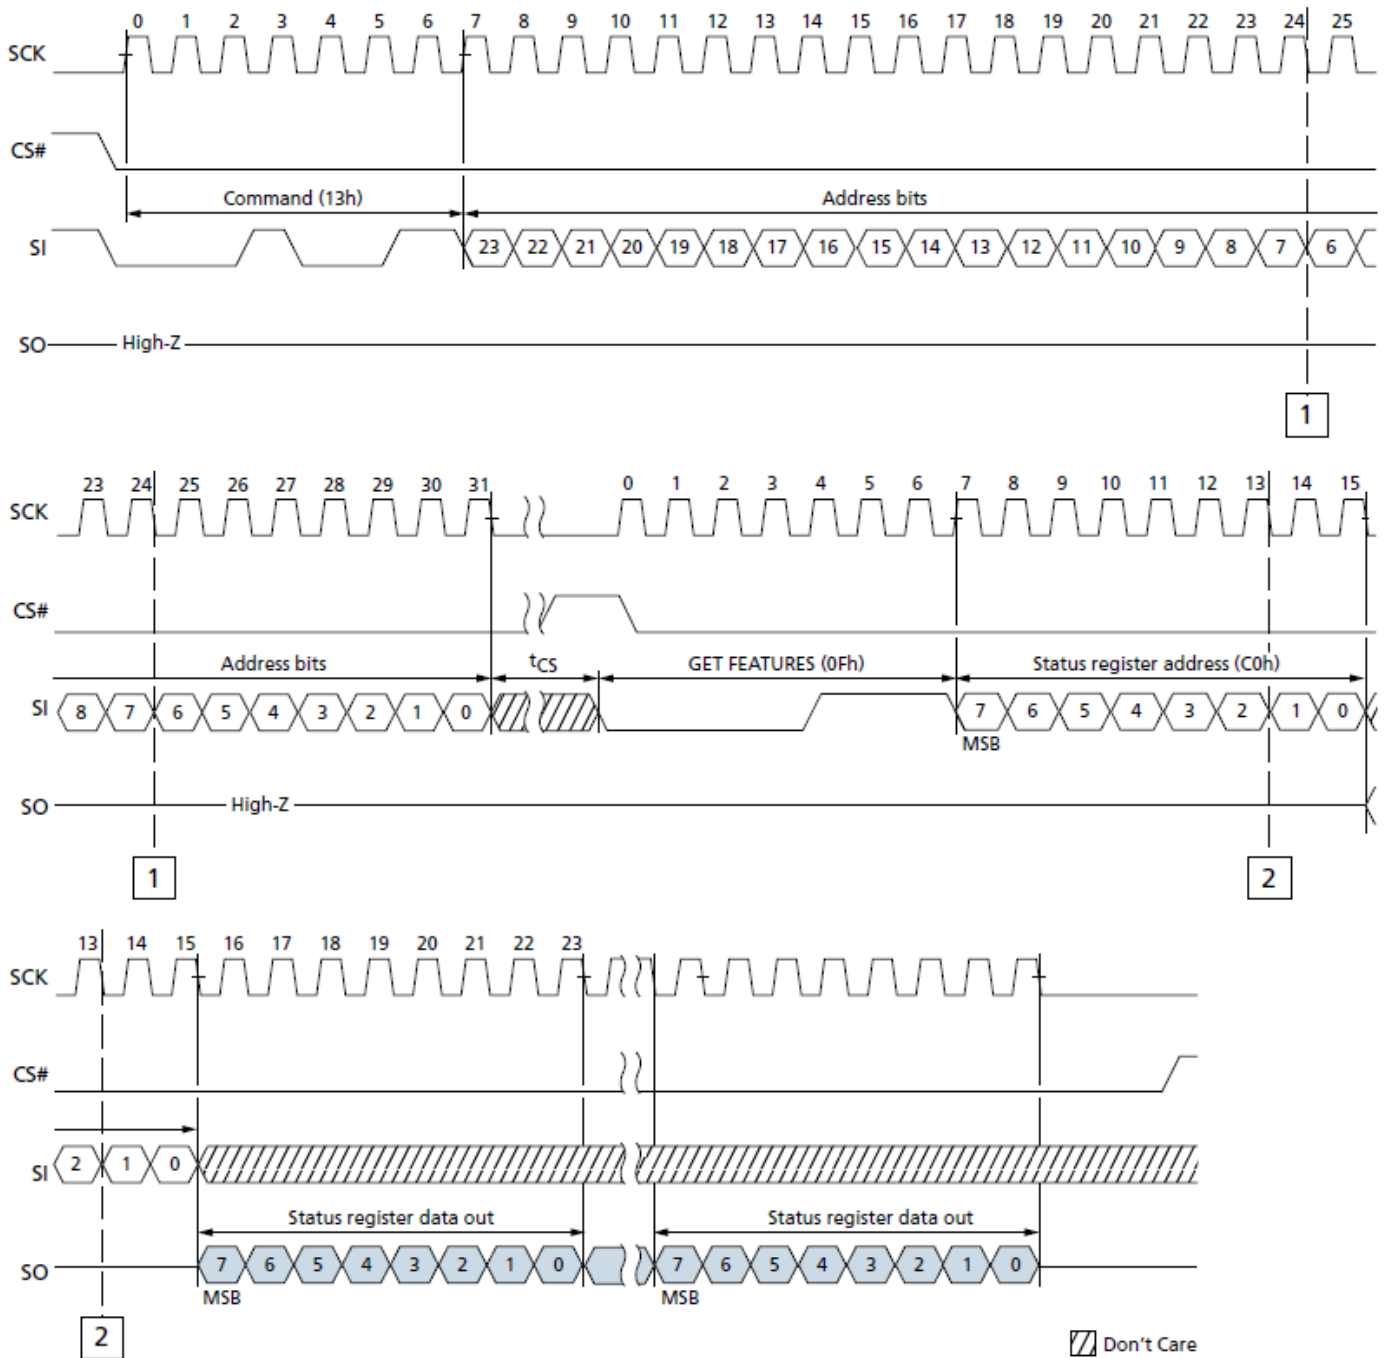 0 1 2 3 4 5 6 7 8 9 10 11 12 13 14 15 16 17 18 19 20 21 22 23 24 25
SCK
CS#
Command (13h) Address bits
SI 23 22 21 20 19 18 17 16 15 14 13 12 11 10 9 8 7 6
SO High-Z
1
23 24 25 26 27 28 29 30 31 0 1 2 3 4 5 6 7 8 9 10 11 12 13 14 15
SCK
CS#
Address bits tCS GET FEATURES (0Fh) Status register address (C0h)
SI 8 7 6 5 4 3 2 1 0 7 6 5 4 3 2 1 0
MSB
SO High-Z
1 2
13 14 15 16 17 18 19 20 21 22 23
SCK
CS#
SI 2 1 0
Status register data out Status register data out
SO 7 6 5 4 3 2 1 0 7 6 5 4 3 2 1 0
MSB MSB
2
Don't Care